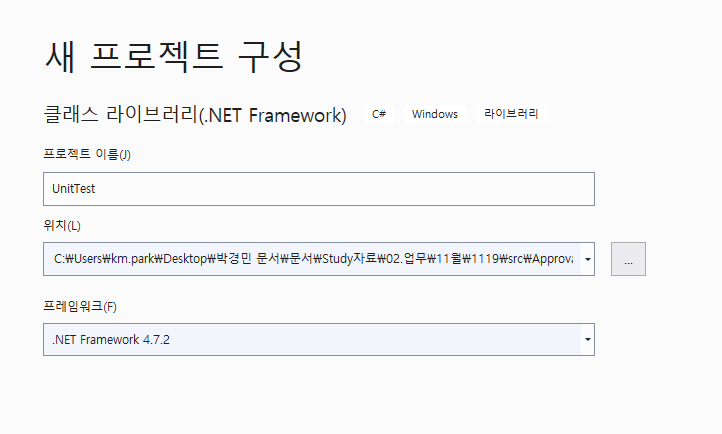 새 프로젝트 구성
클래스 라이브러리(.NET Framework) C# Windows 라이브러리
프로젝트 이름(J)
UnitTest
위치(L)
C:₩Users₩km.park₩Desktop₩박경민 문서₩문서₩Study자료₩02.업무₩11월₩1119₩src₩Approva
...
프레임워크(F)
.NET Framework 4.7.2